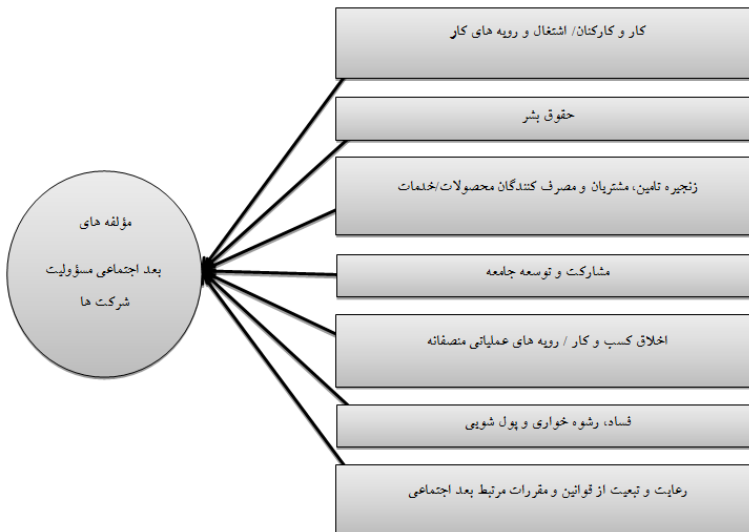 کار و کارکنان/ اشتغال و رویه های کار
حقوق بشر
زنجیره تامین، مشتریان و مصرف کنندگان محصولات/خدمات
مشارکت و توسعه جامعه
اخلاق کسب و کار / رویه های عملیاتی منصفانه
فساد، رشوه خواری و پول شویی
رعایت و تبعیت از قوانین و مقررات مرتبط بعد اجتماعی
مؤلفه های
بعد اجتماعی مسؤولیت
شرکت ها